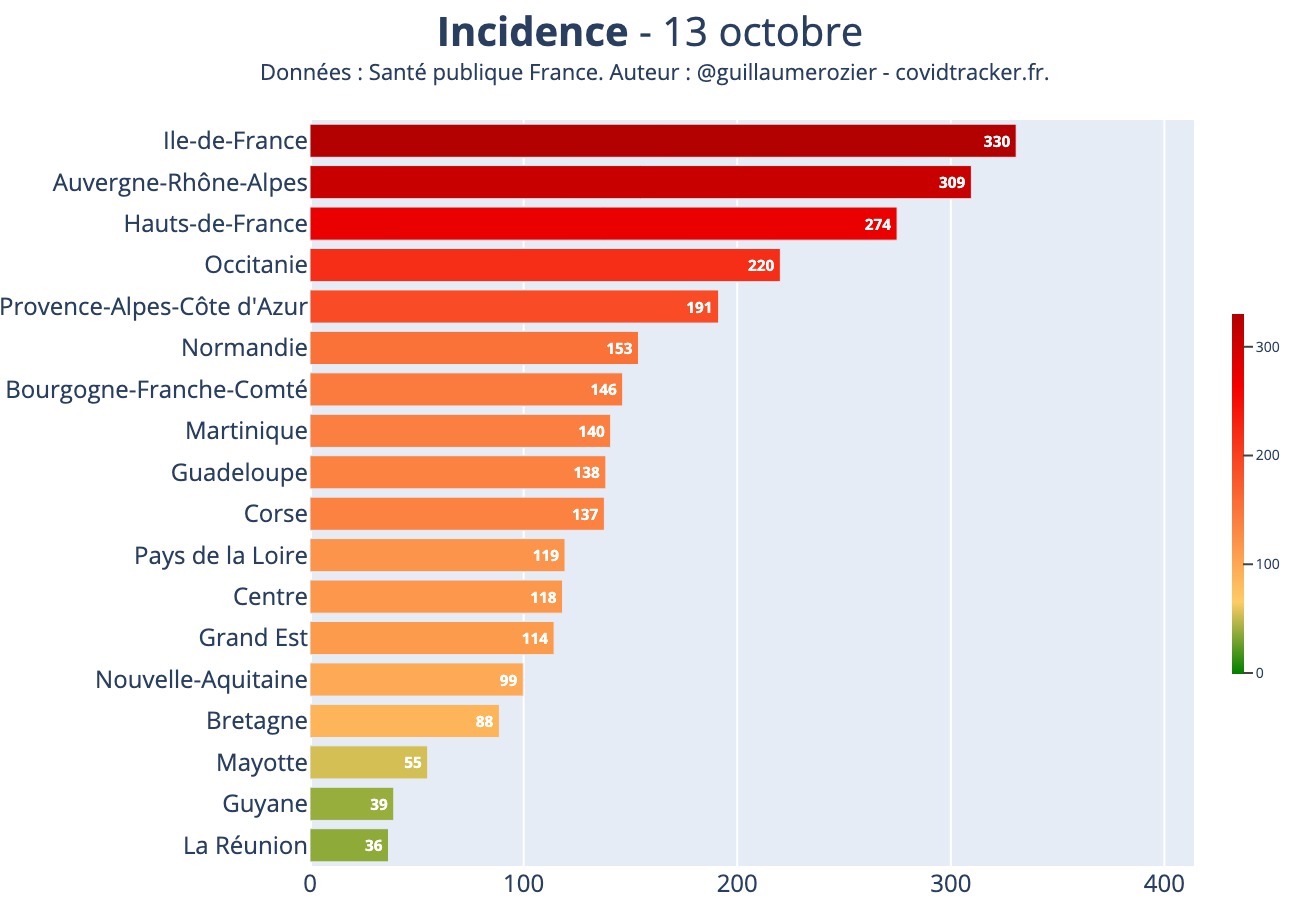 Incidence - 13 octobre
Données : Santé publique France. Auteur : @guillaumerozier - covidtracker.fr.
Ile-de-France 330
Auvergne-Rhône-Alpes 309
Hauts-de-France 274
Occitanie 220
Provence-Alpes-Côte d'Azur 191
Normandie 153
Bourgogne-Franche-Comté 146
Martinique 140
Guadeloupe 138
Corse 137
Pays de la Loire 119
Centre 118
Grand Est 114
Nouvelle-Aquitaine 99
Bretagne 88
Mayotte 55
Guyane 39
La Réunion 36
0 100 200 300 400
300
200
100
0